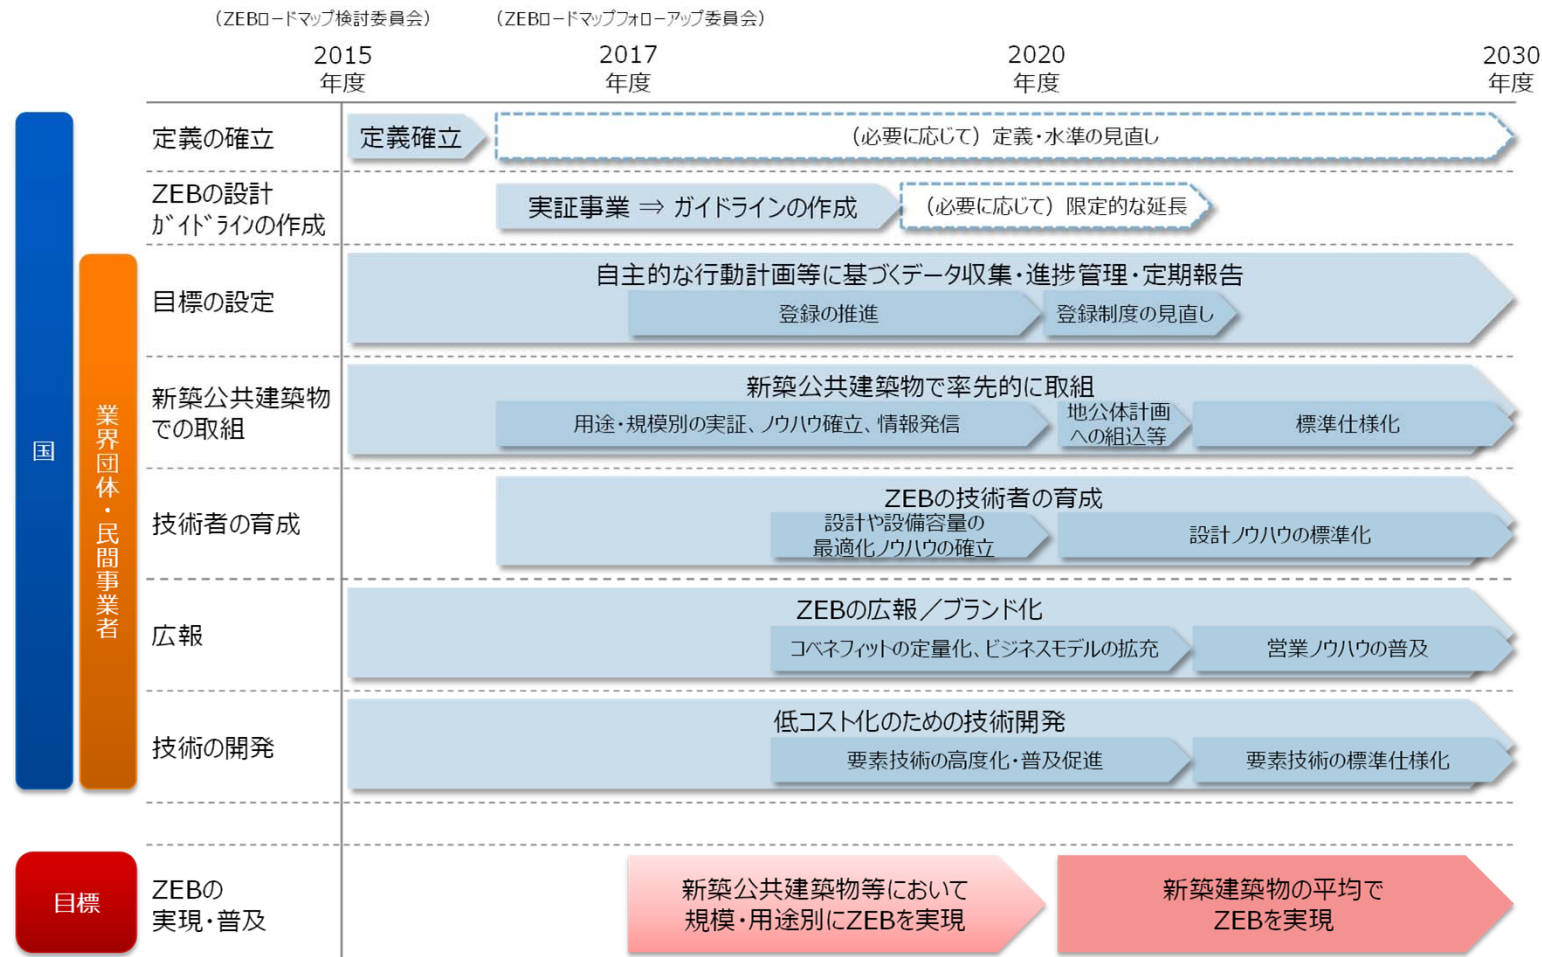 （ZEBロードマップ検討委員会）
（ZEBロードマップフォローアップ委員会）
2015
年度
2017
年度
2020
年度
2030
年度
国
業界団体・民間事業者
定義の確立
定義確立
（必要に応じて）定義・水準の見直し
ZEBの設計
ガイドラインの作成
実証事業 ⇒ ガイドラインの作成
（必要に応じて）限定的な延長
目標の設定
自主的な行動計画等に基づくデータ収集・進捗管理・定期報告
登録の推進
登録制度の見直し
新築公共建築物
での取組
新築公共建築物で率先的に取組
用途・規模別の実証、ノウハウ確立、情報発信
地公体計画
への組込等
標準仕様化
技術者の育成
ZEBの技術者の育成
設計や設備容量の
最適化ノウハウの確立
設計ノウハウの標準化
広報
ZEBの広報／ブランド化
コベネフィットの定量化、ビジネスモデルの拡充
営業ノウハウの普及
技術の開発
低コスト化のための技術開発
要素技術の高度化・普及促進
要素技術の標準仕様化
目標
ZEBの
実現・普及
新築公共建築物等において
規模・用途別にZEBを実現
新築建築物の平均で
ZEBを実現